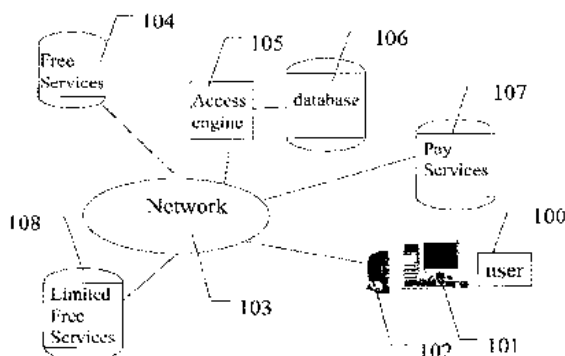 104
Free
Services
105
106
Access
engine
database
107
Pay
Services
Network
100
108
user
Limited
Free
Services
103
102
101